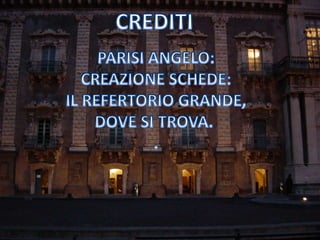 CREDITI
PARISI ANGELO:
CREAZIONE SCHEDE:
IL REFERTORIO GRANDE,
DOVE SI TROVA.